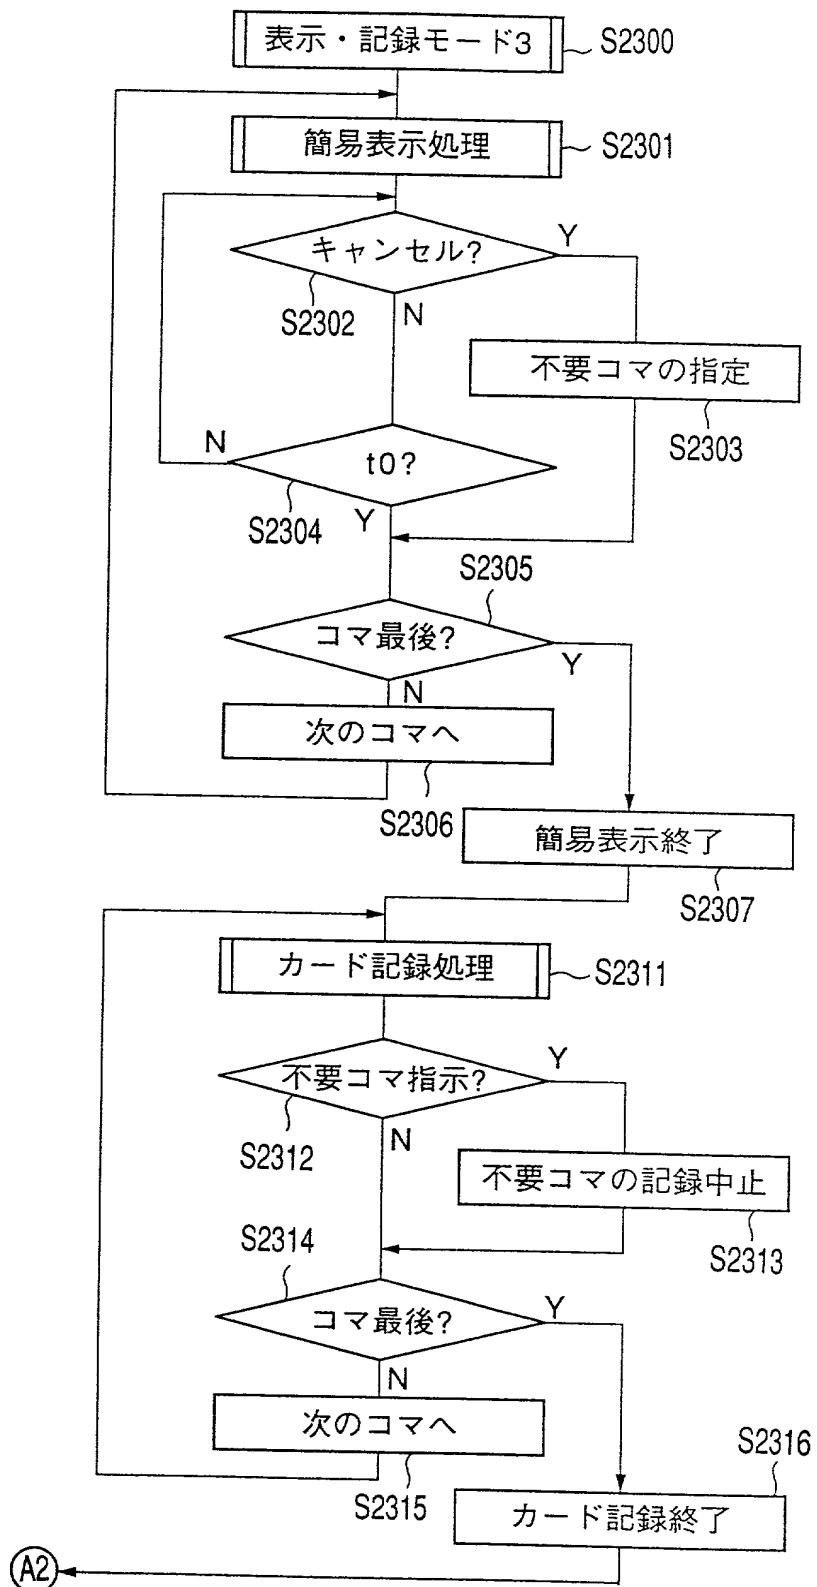 表示・記録モード3
S2300
簡易表示処理
S2301
キャンセル?
Y
S2302
N
不要コマの指定
S2303
N
t0?
S2304
Y
S2305
コマ最後?
Y
N
次のコマへ
S2306
簡易表示終了
S2307
カード記録処理
S2311
不要コマ指示?
Y
S2312
N
不要コマの記録中止
S2313
S2314
コマ最後?
Y
N
次のコマへ
S2315
S2316
カード記録終了
A2